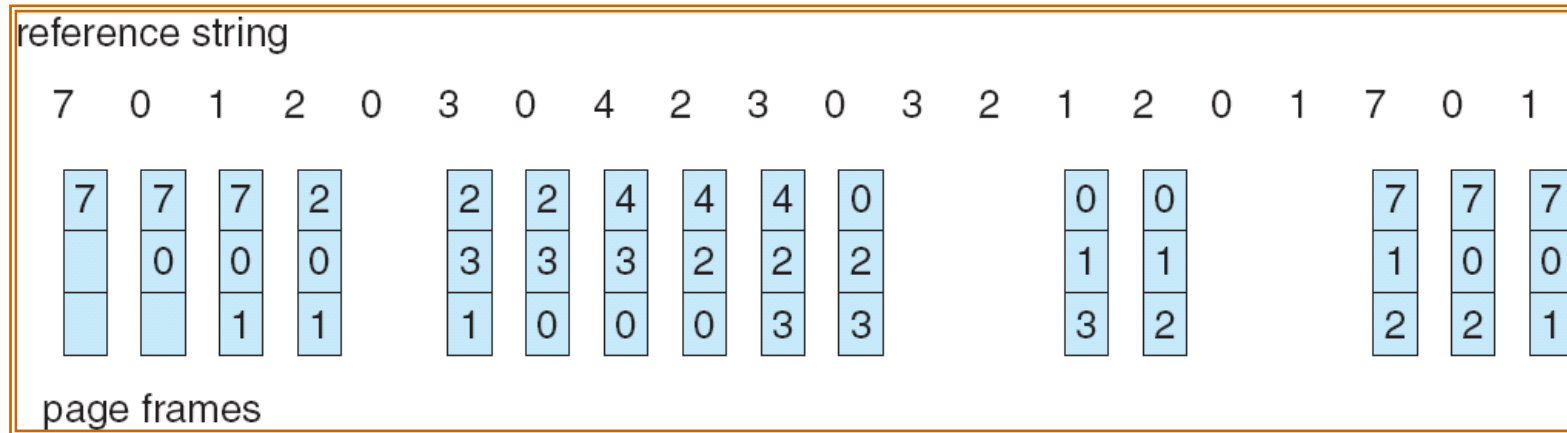 reference string
7 0 1 2 0 3 0 4 2 3 0 3 2 1 2 0 1 7 0 1
7 7 7 2 2 2 4 4 4 0 0 0 7 7 7
0 0 0 3 3 3 2 2 2 1 1 1 0 0
1 1 1 0 0 0 3 3 3 2 2 2 1
page frames